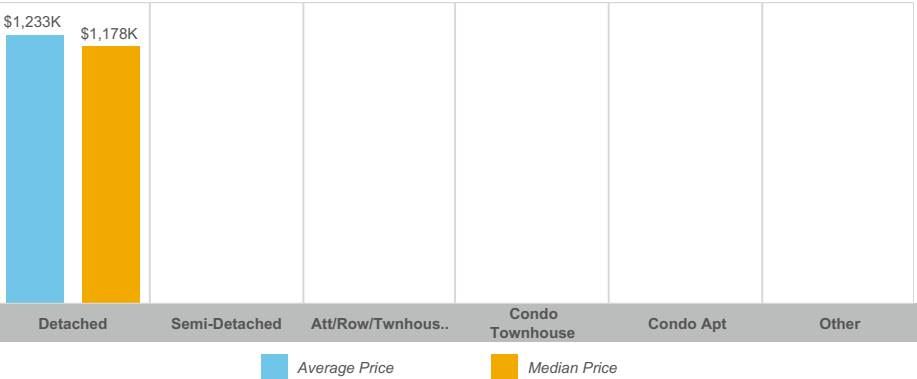 $1,233K
$1,178K
Detached
Semi-Detached
Att/Row/Twnhous..
Condo
Townhouse
Condo Apt
Other
Average Price
Median Price